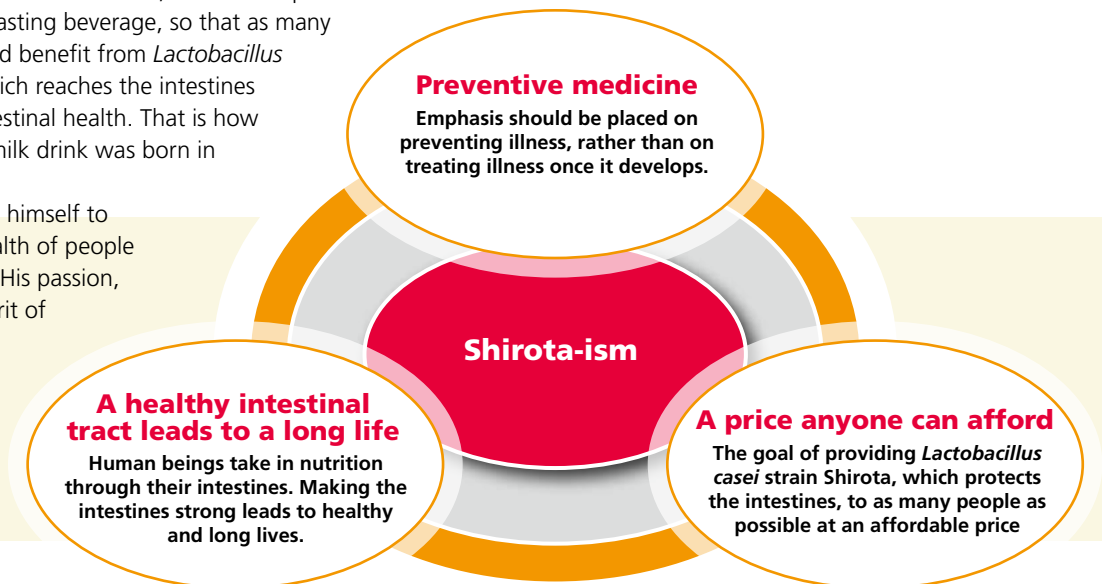 asting beverage, so that as many
d benefit from Lactobacillus
ich reaches the intestines
estinal health. That is how
milk drink was born in
himself to
alth of people
His passion,
rit of
Preventive medicine
Emphasis should be placed on
preventing illness, rather than on
treating illness once it develops.
Shirota-ism
A healthy intestinal
tract leads to a long life
Human beings take in nutrition
through their intestines. Making the
intestines strong leads to healthy
and long lives.
A price anyone can afford
The goal of providing Lactobacillus
casei strain Shirota, which protects
the intestines, to as many people as
possible at an affordable price